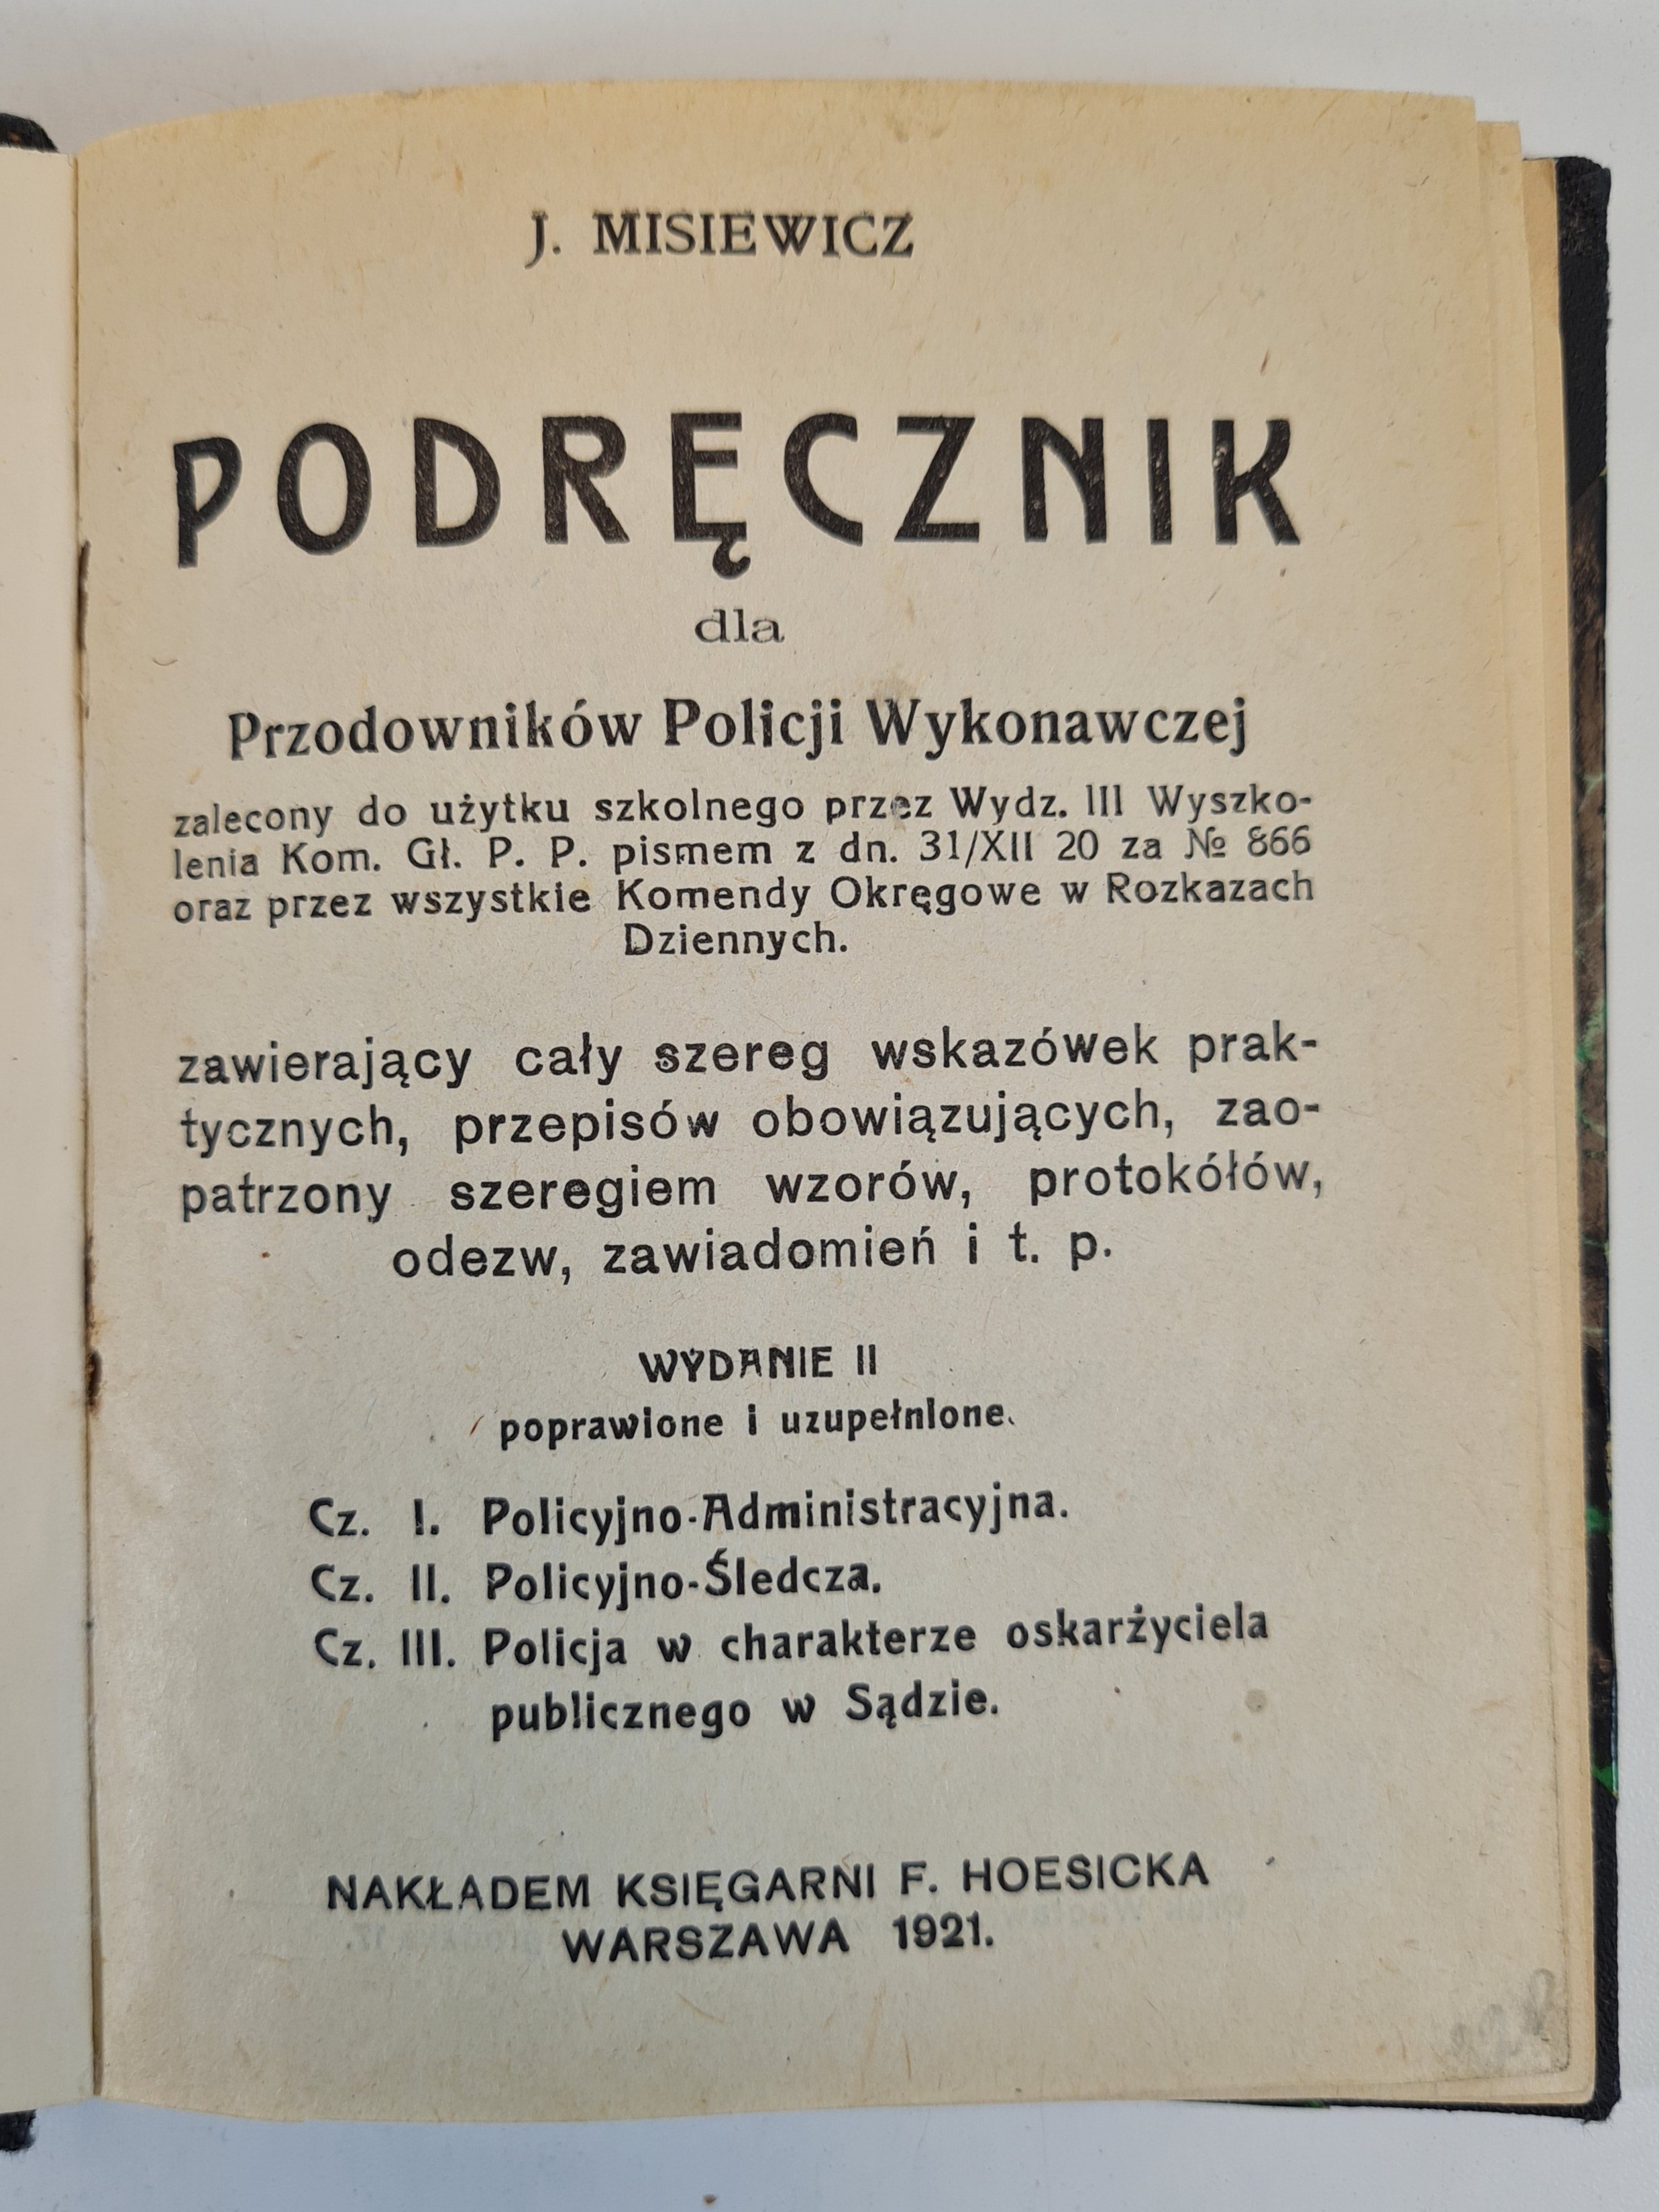 J. MISIEWICZ
PODRĘCZNIK
dla
Przodowników Policji Wykonawczej
zalecony do użytku szkolnego przez Wydz. III Wyszko-
lenia Kom. Gł. P. P. pismem z dn. 31/XII 20 za № 866
oraz przez wszystkie Komendy Okręgowe w Rozkazach
Dziennych.
zawierający cały szereg wskazówek prak-
tycznych, przepisów obowiązujących, zao-
patrzony szeregiem wzorów, protokółów,
odezw, zawiadomień i t. p.
WYDANIE II
poprawione i uzupełnione.
Cz. I. Policyjno-Administracyjna.
Cz. II. Policyjno-Śledcza.
Cz. III. Policja w charakterze oskarżyciela
publicznego w Sądzie.
NAKŁADEM KSIĘGARNI F. HOESICKA
WARSZAWA 1921.